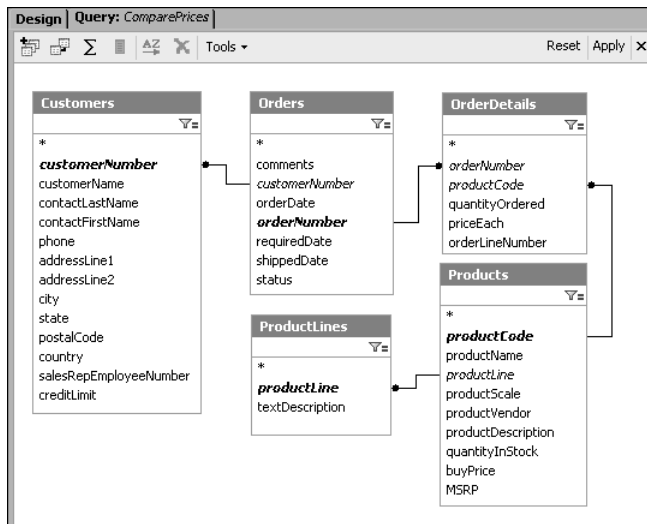 Design Query: ComparePrices
Tools Reset Apply
Customers
*
customerNumber
customerName
contactLastName
contactFirstName
phone
addressLine1
addressLine2
city
state
postalCode
country
salesRepEmployeeNumber
creditLimit
Orders
*
comments
customerNumber
orderDate
orderNumber
requiredDate
shippedDate
status
OrderDetails
*
orderNumber
productCode
quantityOrdered
priceEach
orderLineNumber
ProductLines
*
productLine
textDescription
Products
*
productCode
productName
productLine
productScale
productVendor
productDescription
quantityInStock
buyPrice
MSRP